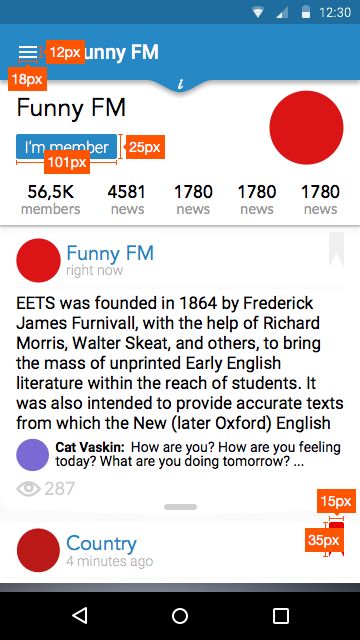 12:30
12px
Funny FM
18px
i
Funny FM
I'm member
25px
101px
56,5K 4581 1780 1780 1780
members news news news news
Funny FM
right now
EETS was founded in 1864 by Frederick
James Furnivall, with the help of Richard
Morris, Walter Skeat, and others, to bring
the mass of unprinted Early English
literature within the reach of students. It
was also intended to provide accurate texts
from which the New (later Oxford) English
Cat Vaskin: How are you? How are you feeling
today? What are you doing tomorrow? ...
287
15px
35px
Country
4 minutes ago